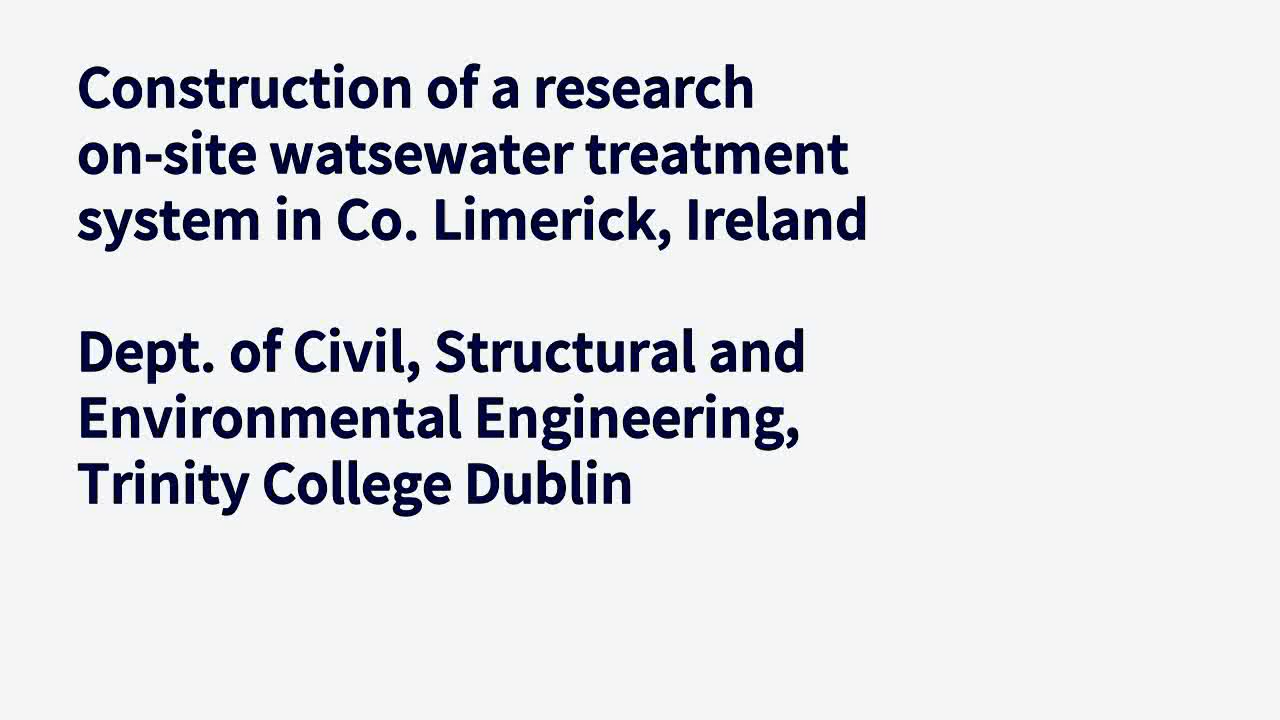 Construction of a research
on-site watsewater treatment
system in Co. Limerick, Ireland
Dept. of Civil, Structural and
Environmental Engineering,
Trinity College Dublin